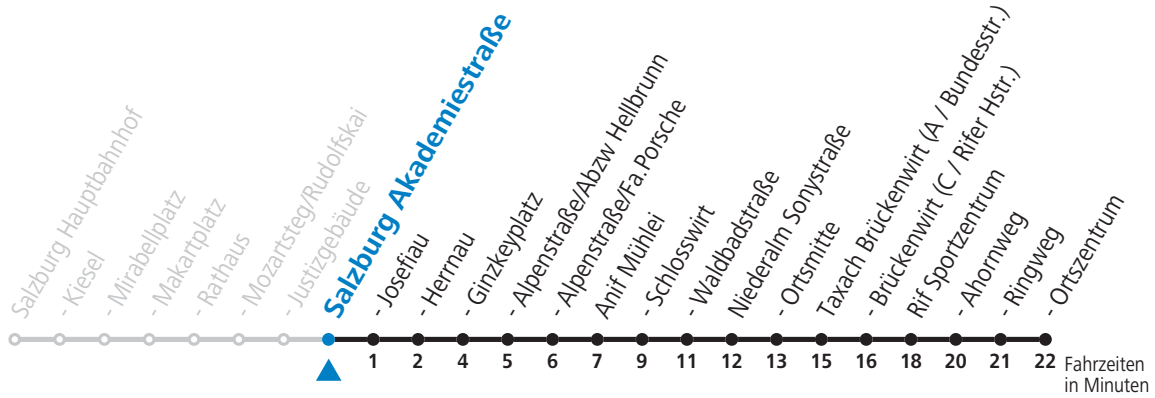 Salzburg Hauptbahnhof
- Kiesel
- Mirabellplatz
- Makartplatz
- Rathaus
- Mozartsteg/Rudolfskai
- Justizgebäude
Salzburg Akademiestraße
- Josefiau
- Herrnau
- Ginzkeyplatz
- Alpenstraße/Abzw Hellbrunn
- Alpenstraße/Fa.Porsche
Anif Mühlei
- Schlosswirt
- Waldbadstraße
Niederalm Sonystraße
- Ortsmitte
Taxach Brückenwirt (A / Bundesstr.)
- Brückenwirt (C / Rifer Hstr.)
Rif Sportzentrum
- Ahornweg
- Ringweg
- Ortszentrum
1 2 4 5 6 7 9 11 12 13 15 16 18 20 21 22 Fahrzeiten
in Minuten